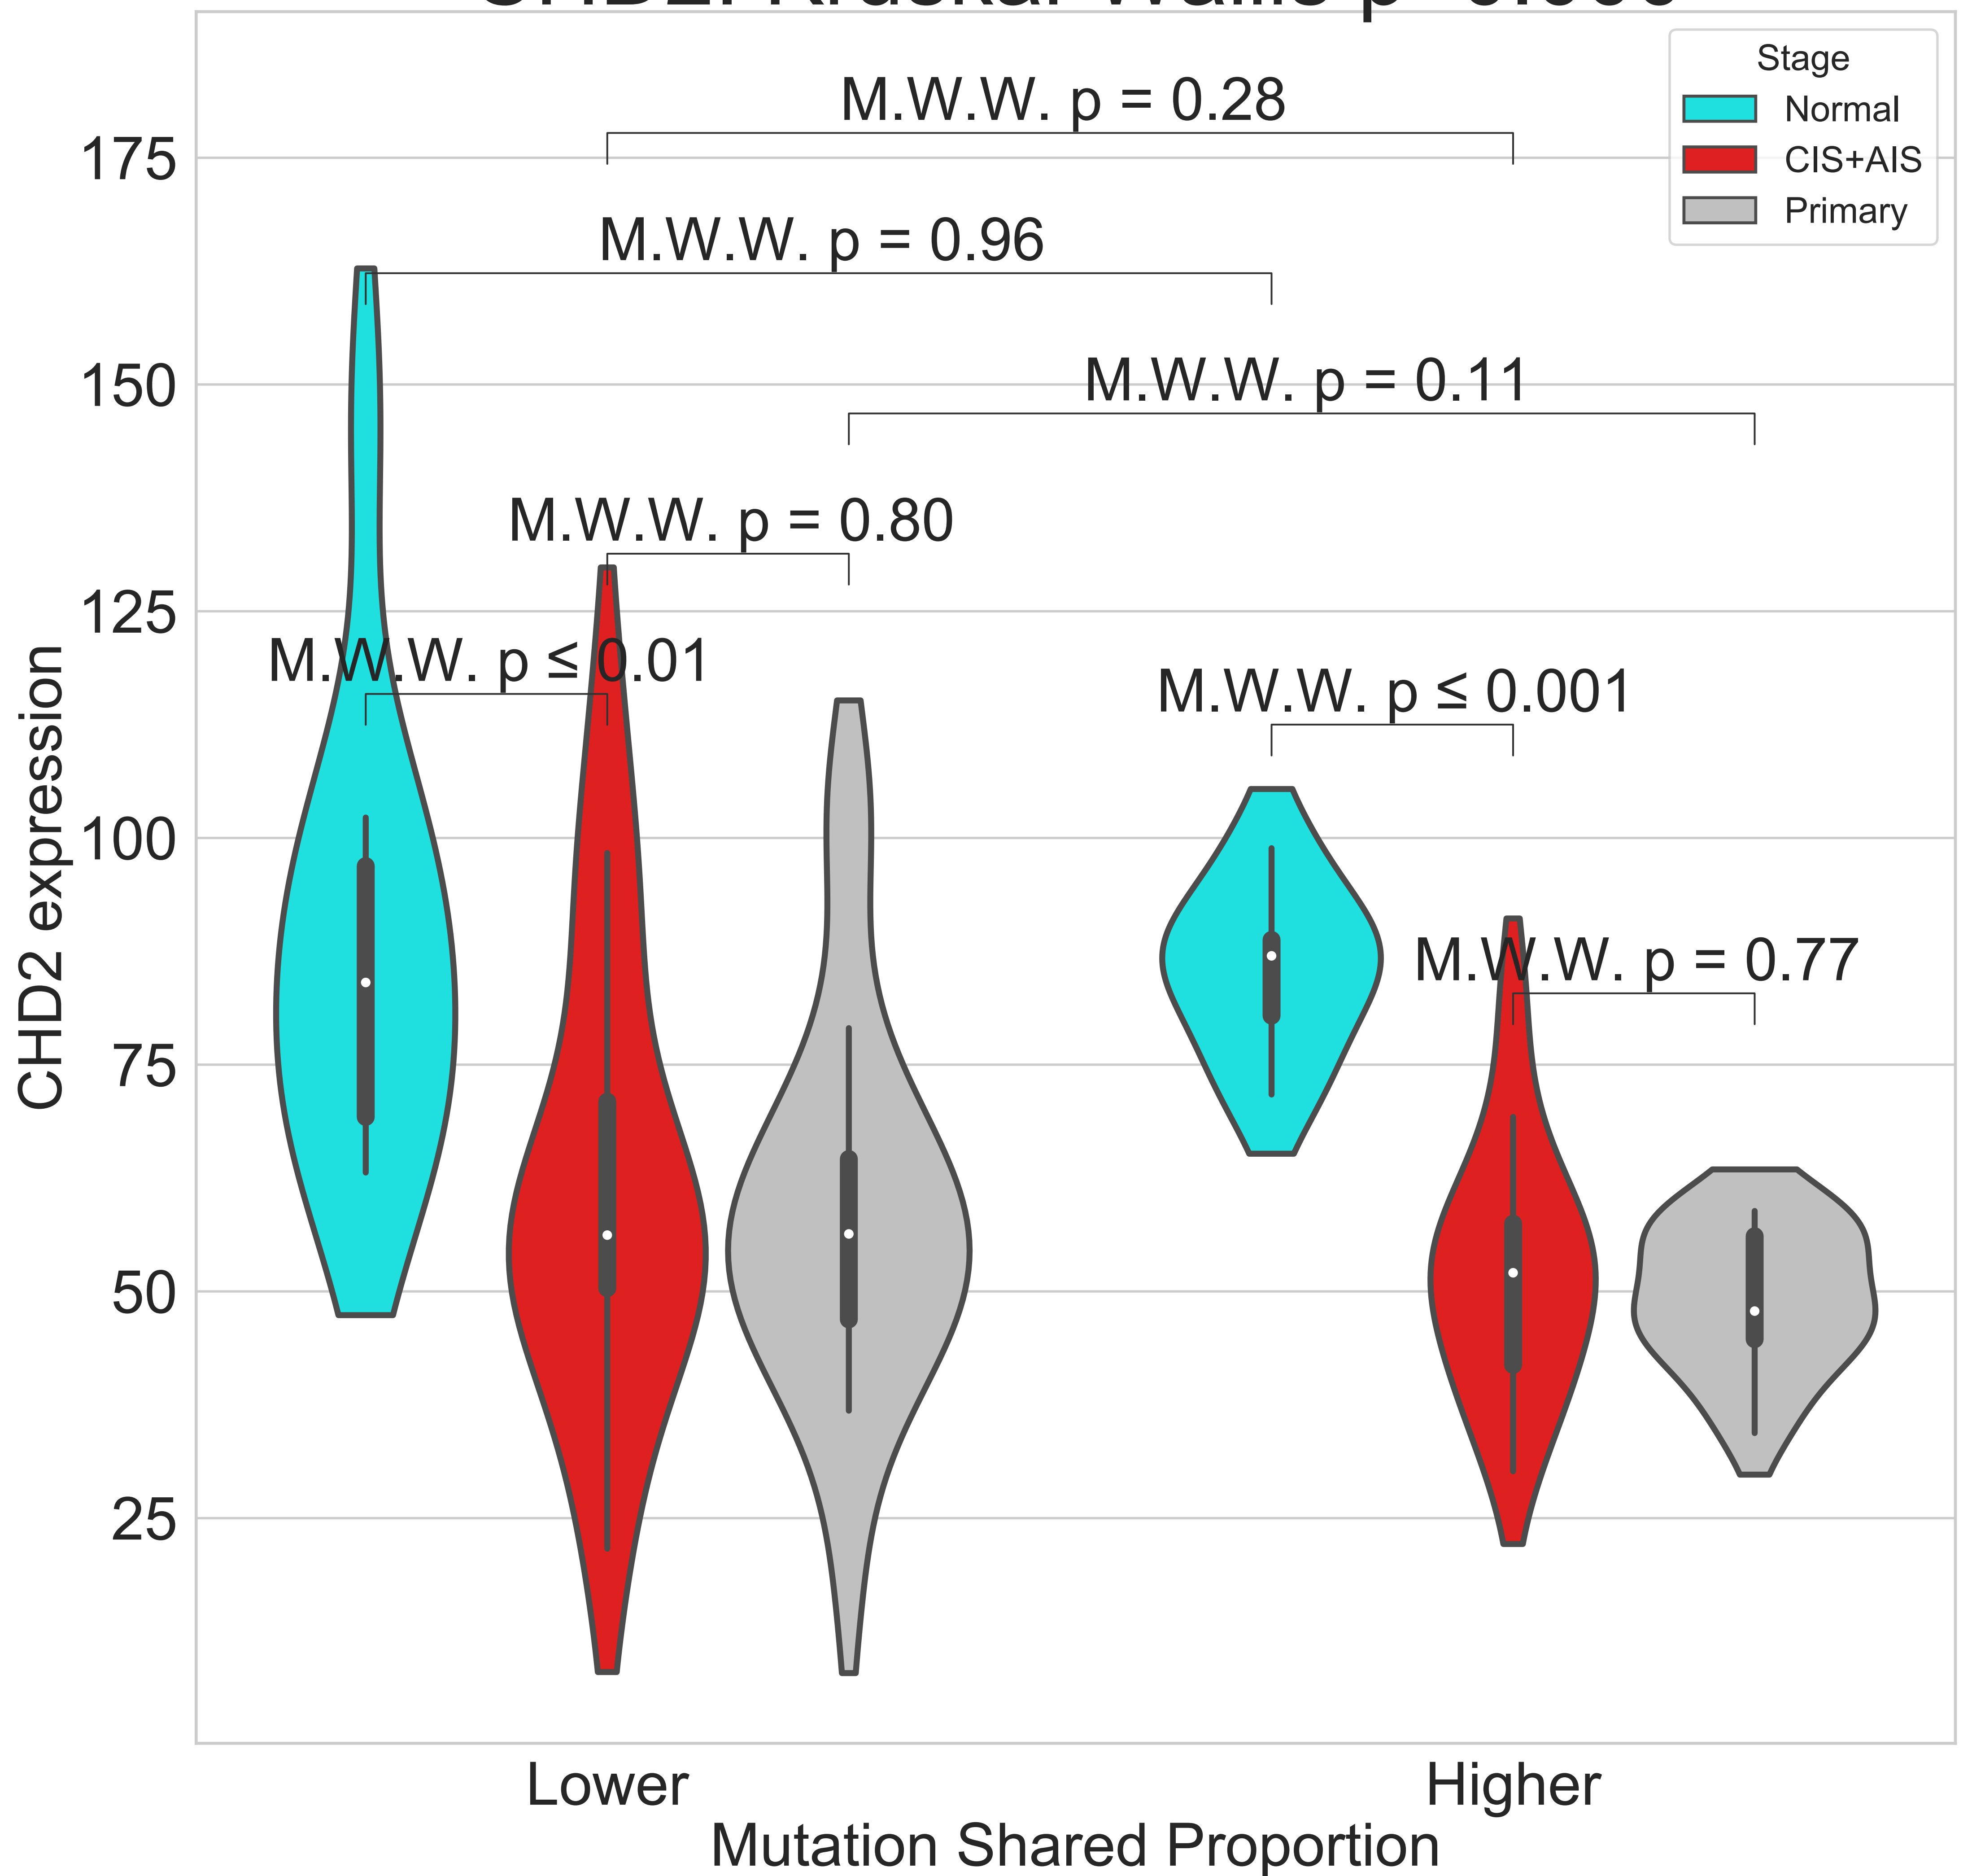 Stage
Normal
CIS+AIS
Primary
M.W.W. p = 0.28
M.W.W. p = 0.96
M.W.W. p = 0.11
M.W.W. p = 0.80
M.W.W. p ≤ 0.01
M.W.W. p ≤ 0.001
M.W.W. p = 0.77
175
150
125
100
75
50
25
CHD2 expression
Lower
Higher
Mutation Shared Proportion